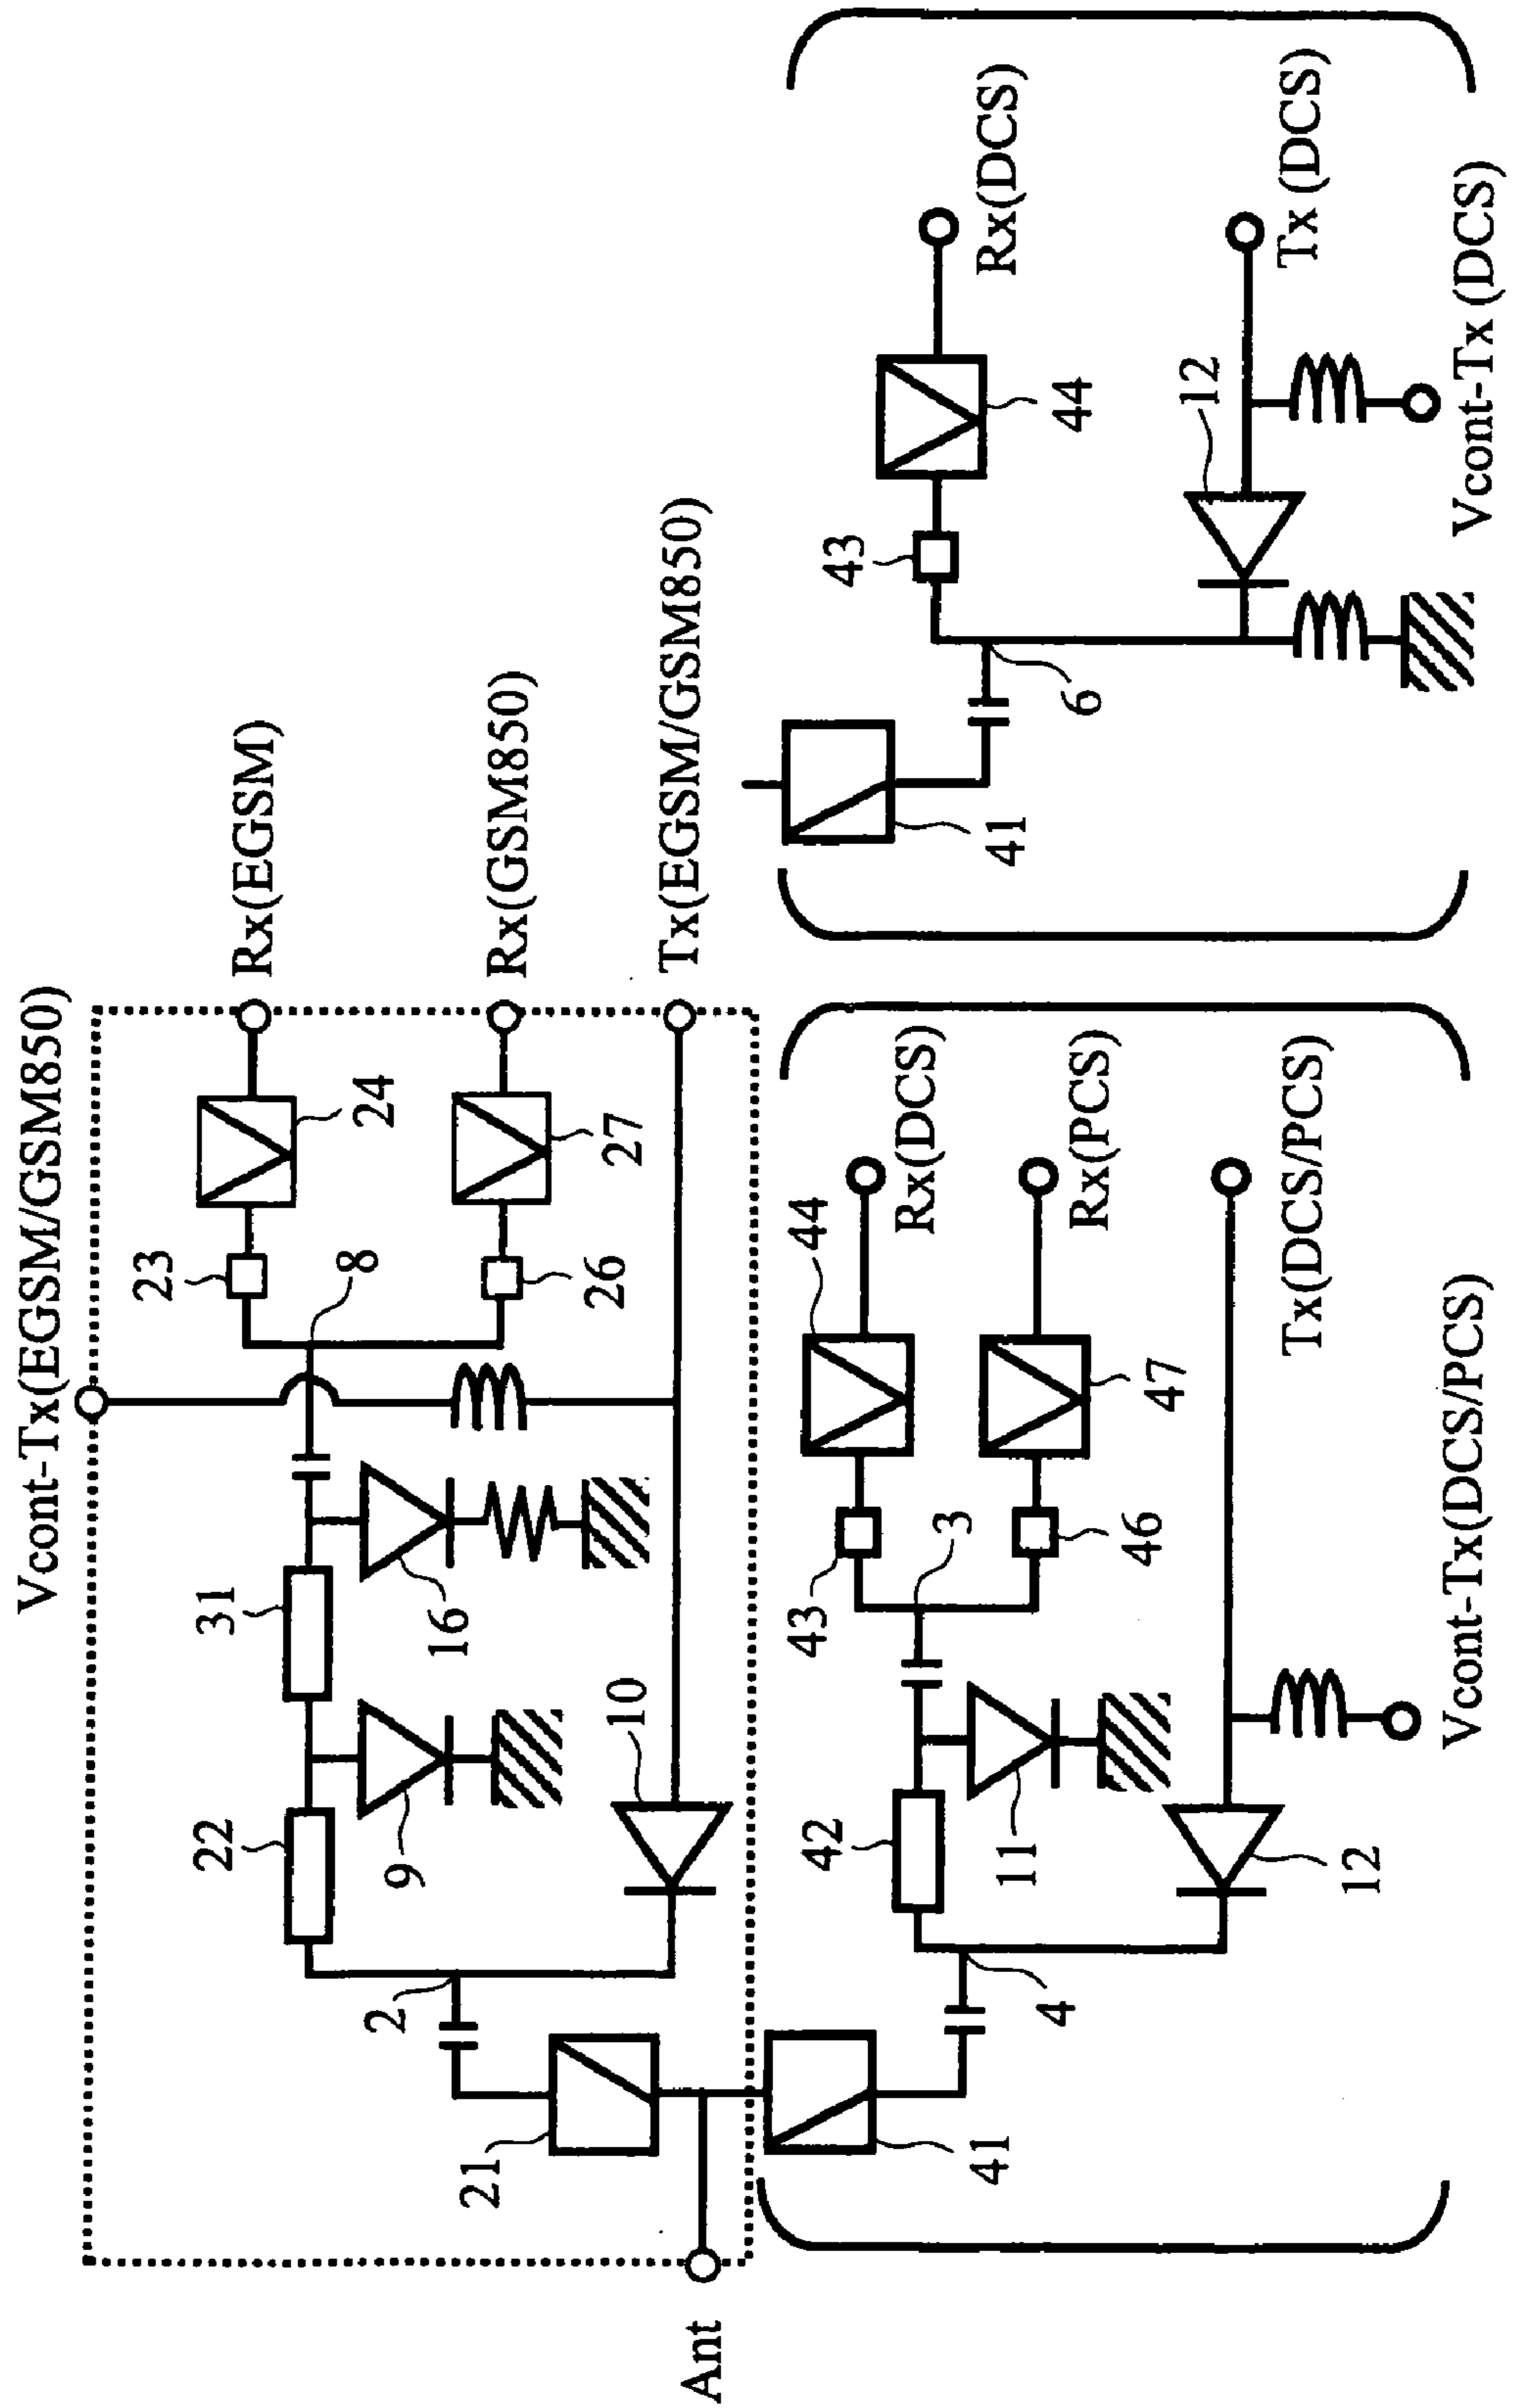 Vcont-Tx(EGSM/GSM850)
Rx(EGSM)
23
24
8
31
22
16
9
Rx(GSM850)
26
27
2
10
Tx(EGSM/GSM850)
21
Ant
41
44
Rx(DCS)
43
3
42
11
46
47
Rx(PCS)
4
12
Tx(DCS/PCS)
Vcont-Tx(DCS/PCS)
41
43
44
Rx(DCS)
6
12
Tx (DCS)
Vcont-Tx (DCS)